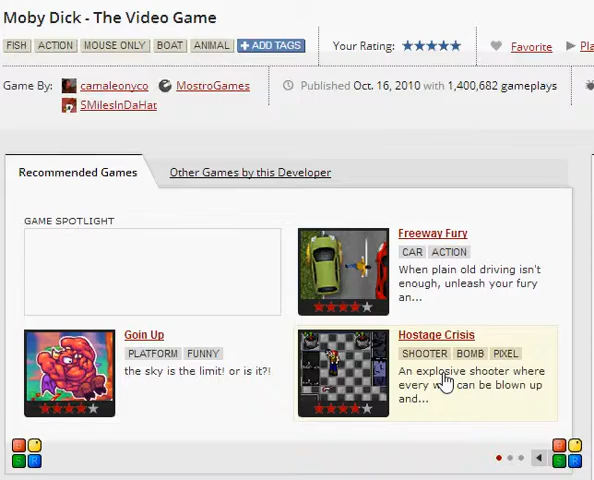 Moby Dick - The Video Game
FISH ACTION MOUSE ONLY BOAT ANIMAL + ADD TAGS Your Rating: Favorite
Game By: camaleonyco MostroGames Published Oct. 16, 2010 with 1,400,682 gameplays
SMilesInDaHat
Recommended Games Other Games by this Developer
GAME SPOTLIGHT
Freeway Fury
CAR ACTION
When plain old driving isn't
enough, unleash your fury
an...
Goin Up
PLATFORM FUNNY
the sky is the limit! or is it?!
Hostage Crisis
SHOOTER BOMB PIXEL
An explosive shooter where
every can be blown up
and...